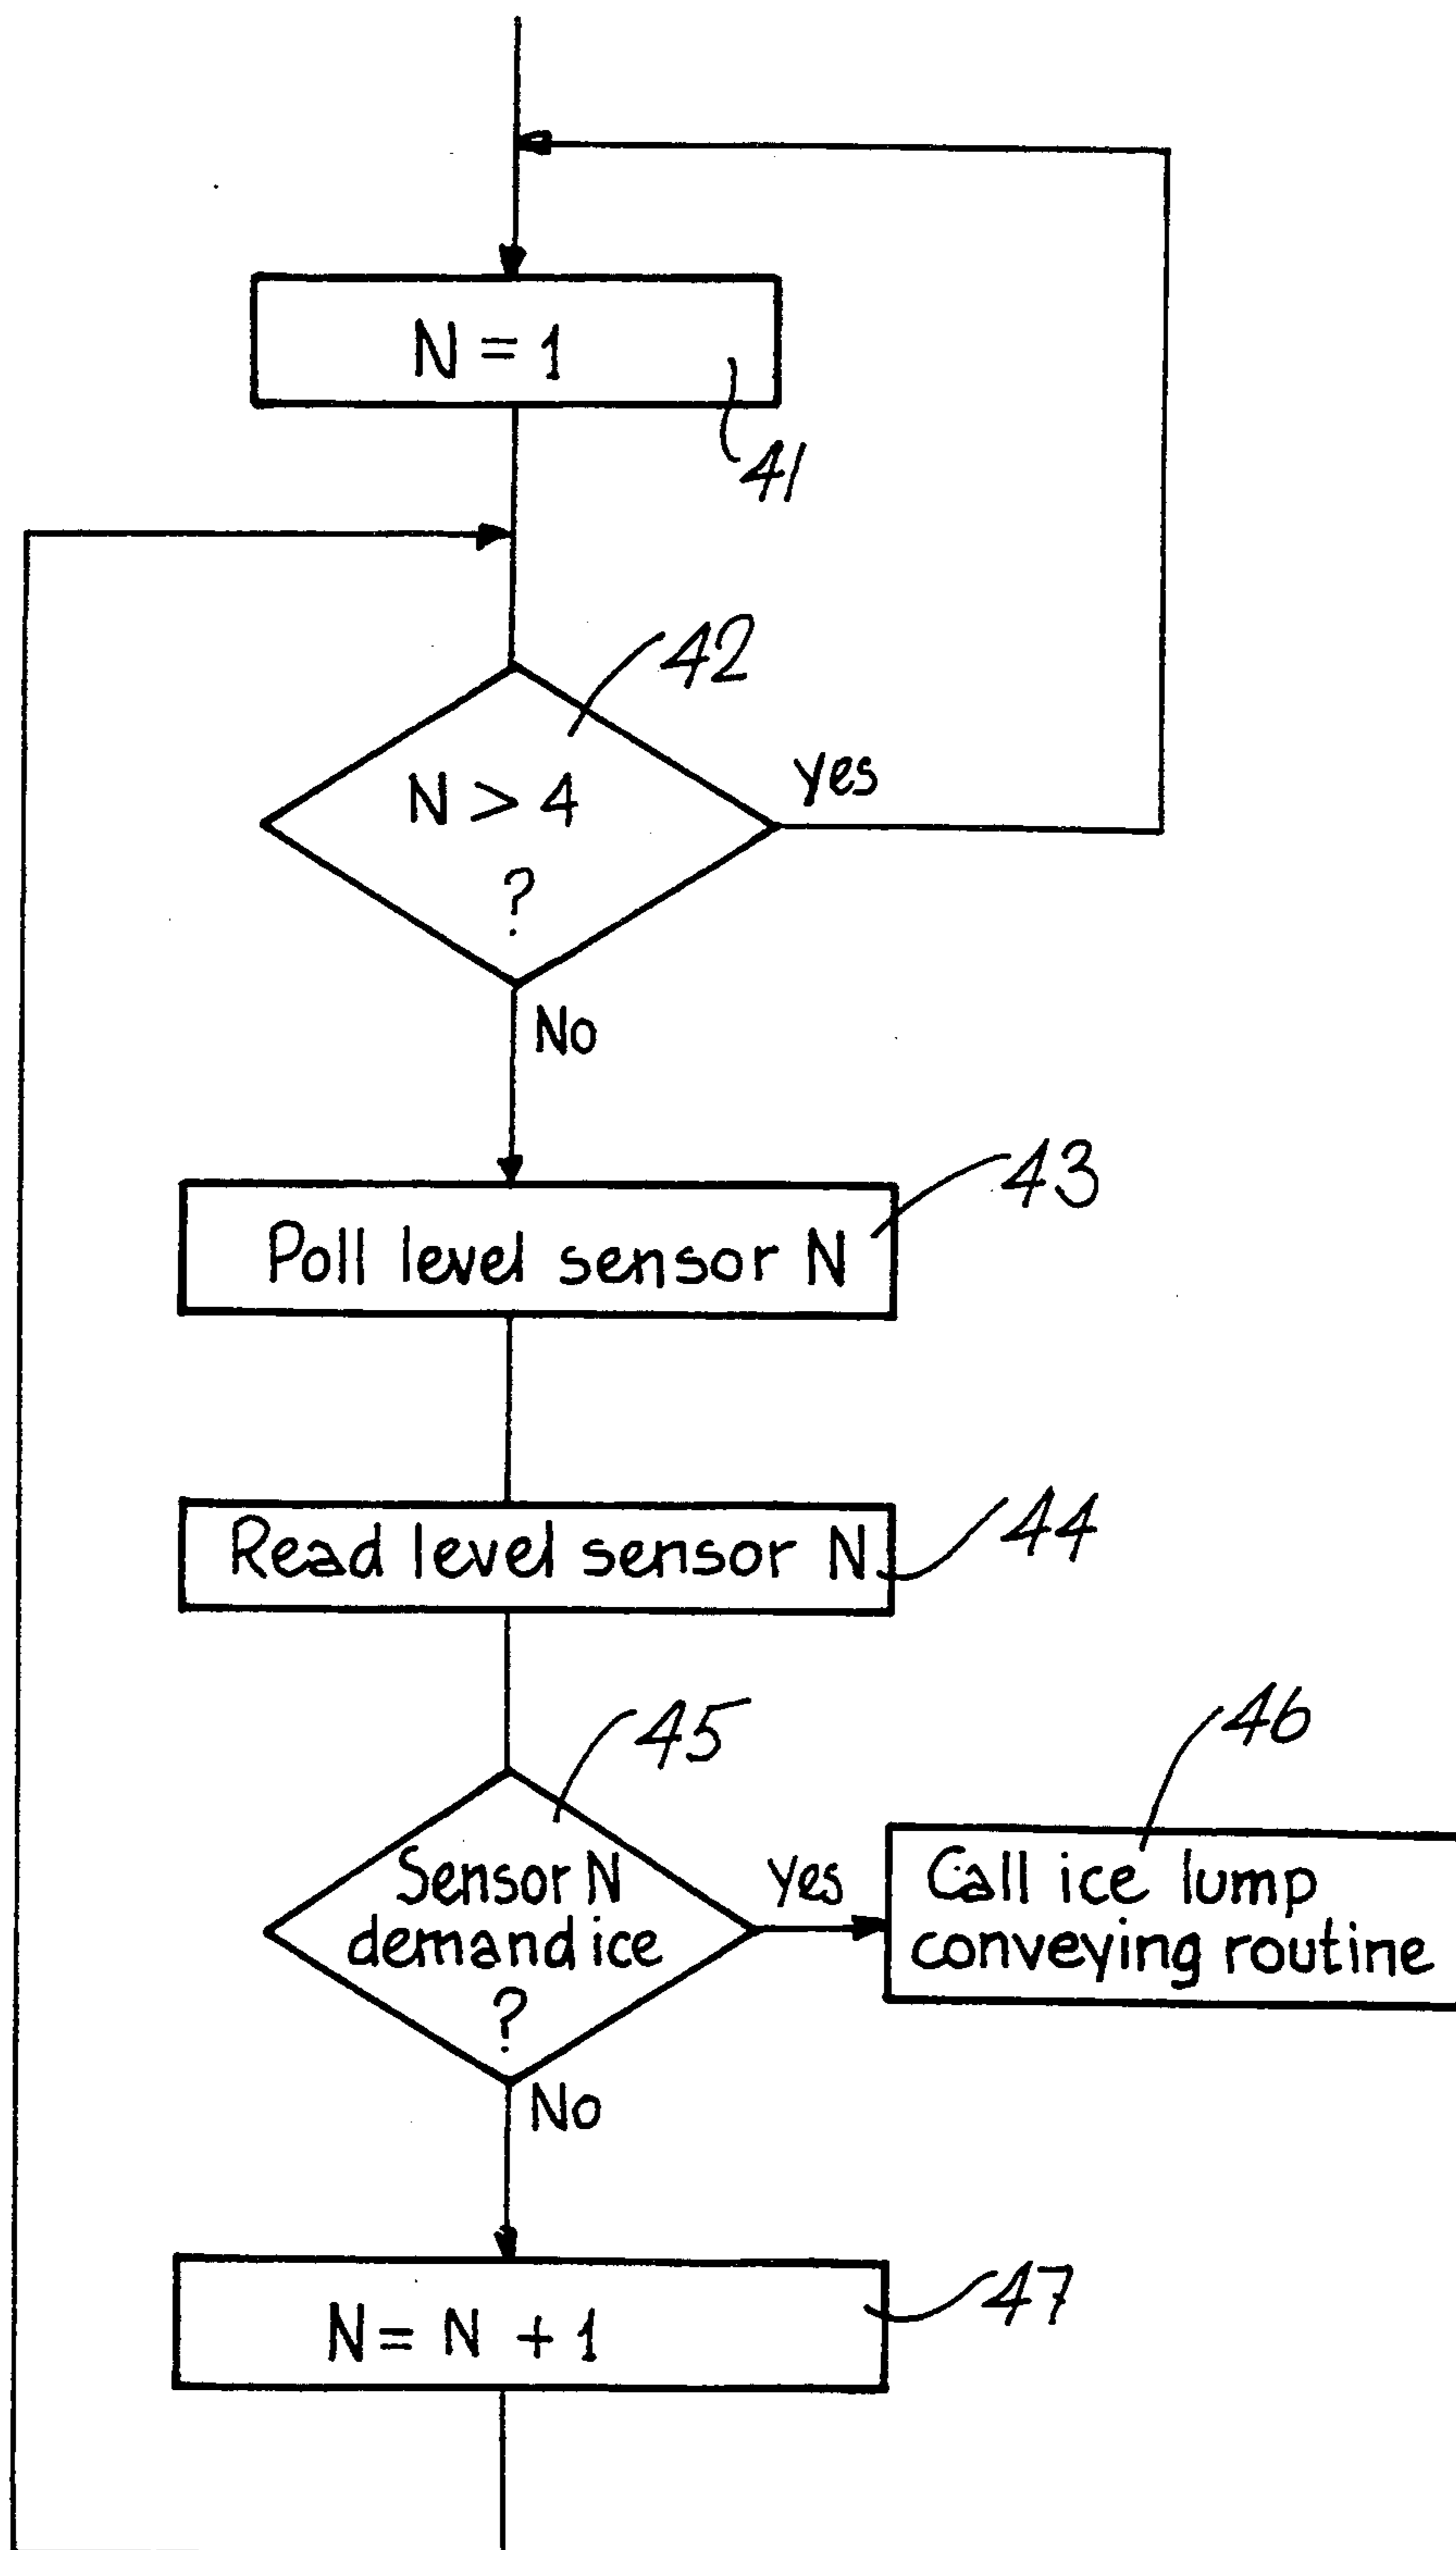 N = 1
41
42
N > 4
?
yes
No
43
Poll level sensor N
44
Read level sensor N
45
46
Sensor N
demand ice
?
yes
Call ice lump
conveying routine
No
47
N = N + 1